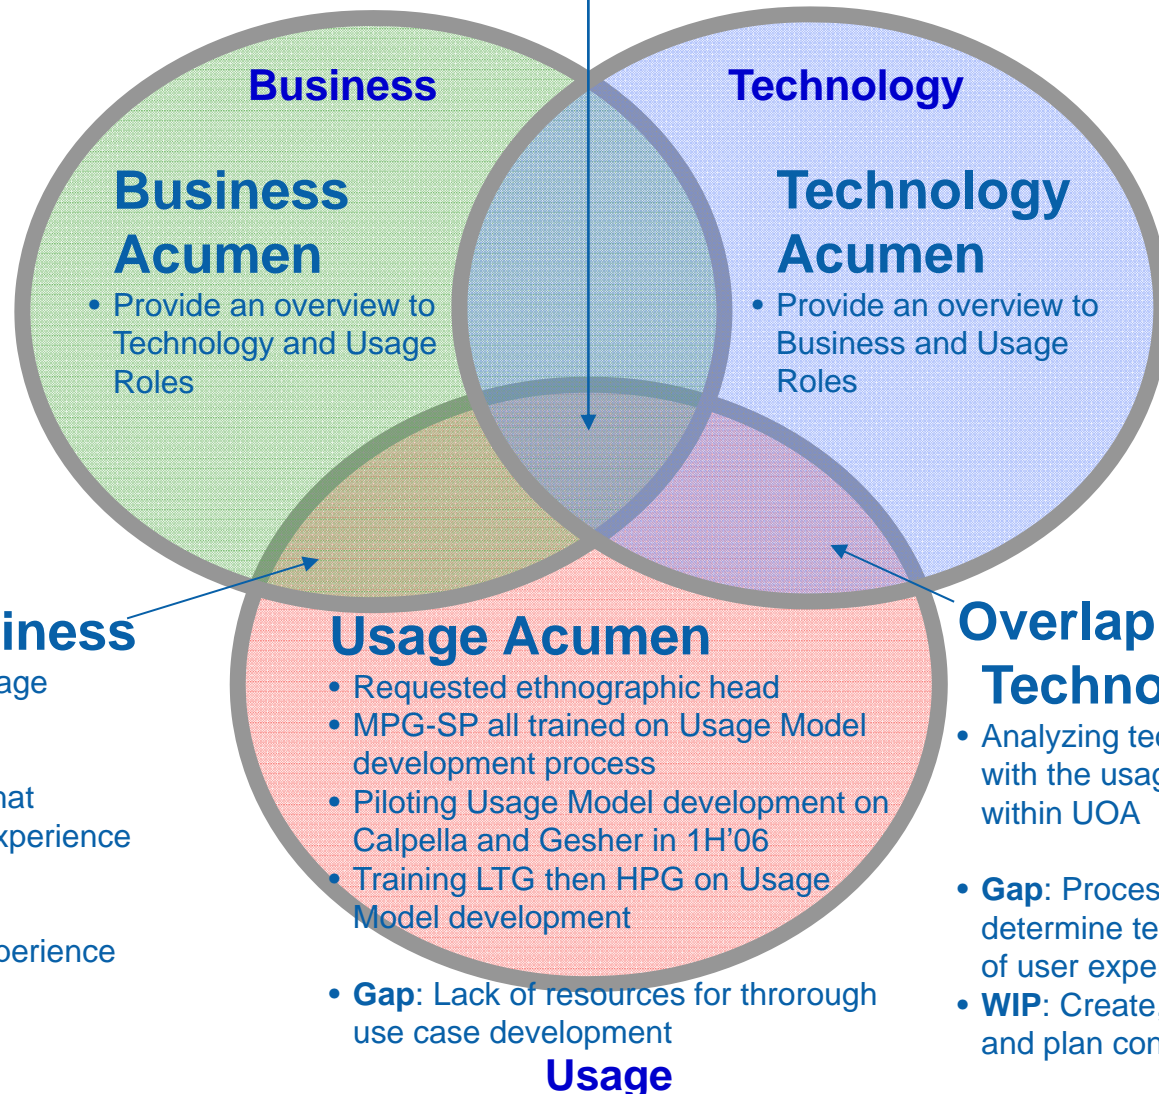 Business
Technology
Business
Acumen
• Provide an overview to
Technology and Usage
Roles
Technology
Acumen
• Provide an overview to
Business and Usage
Roles
iness
age
hat
xperience
perience
Usage Acumen
• Requested ethnographic head
• MPG-SP all trained on Usage Model
development process
• Piloting Usage Model development on
Calpella and Gesher in 1H’06
• Training LTG then HPG on Usage
Model development
• Gap: Lack of resources for throrough
use case development
Usage
Overlap
Techno
• Analyzing tec
with the usag
within UOA
• Gap: Proces
determine te
of user expe
• WIP: Create
and plan con